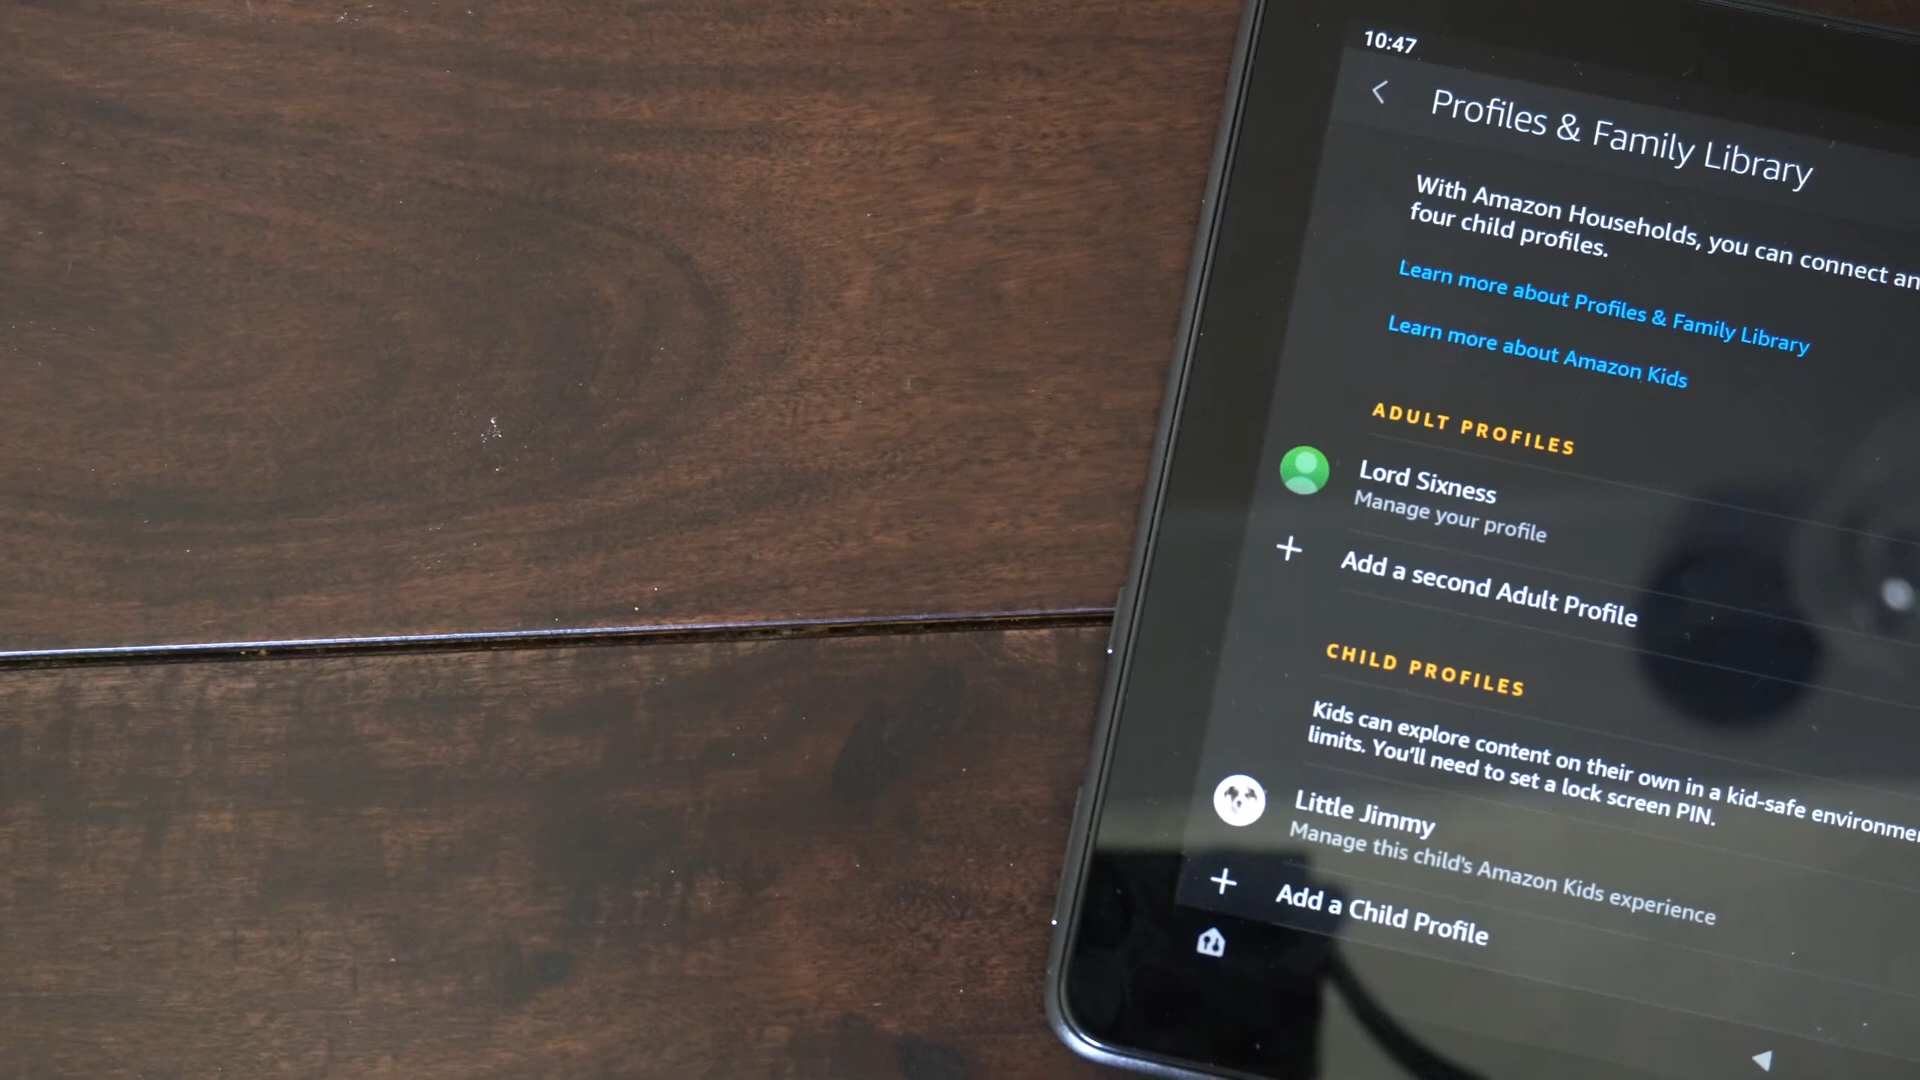 10:47
Profiles & Family Library
With Amazon Households, you can connect
four child profiles.
Learn more about Profiles & Family Library
Learn more about Amazon Kids
ADULT PROFILES
Lord Sixness
Manage your profile
Add a second Adult Profile
CHILD PROFILES
Kids can explore content on their own in a kid-safe
limits. You'll need to set a lock screen PIN.
Little Jimmy
Manage this child's Amazon Kids experience
Add a Child Profile